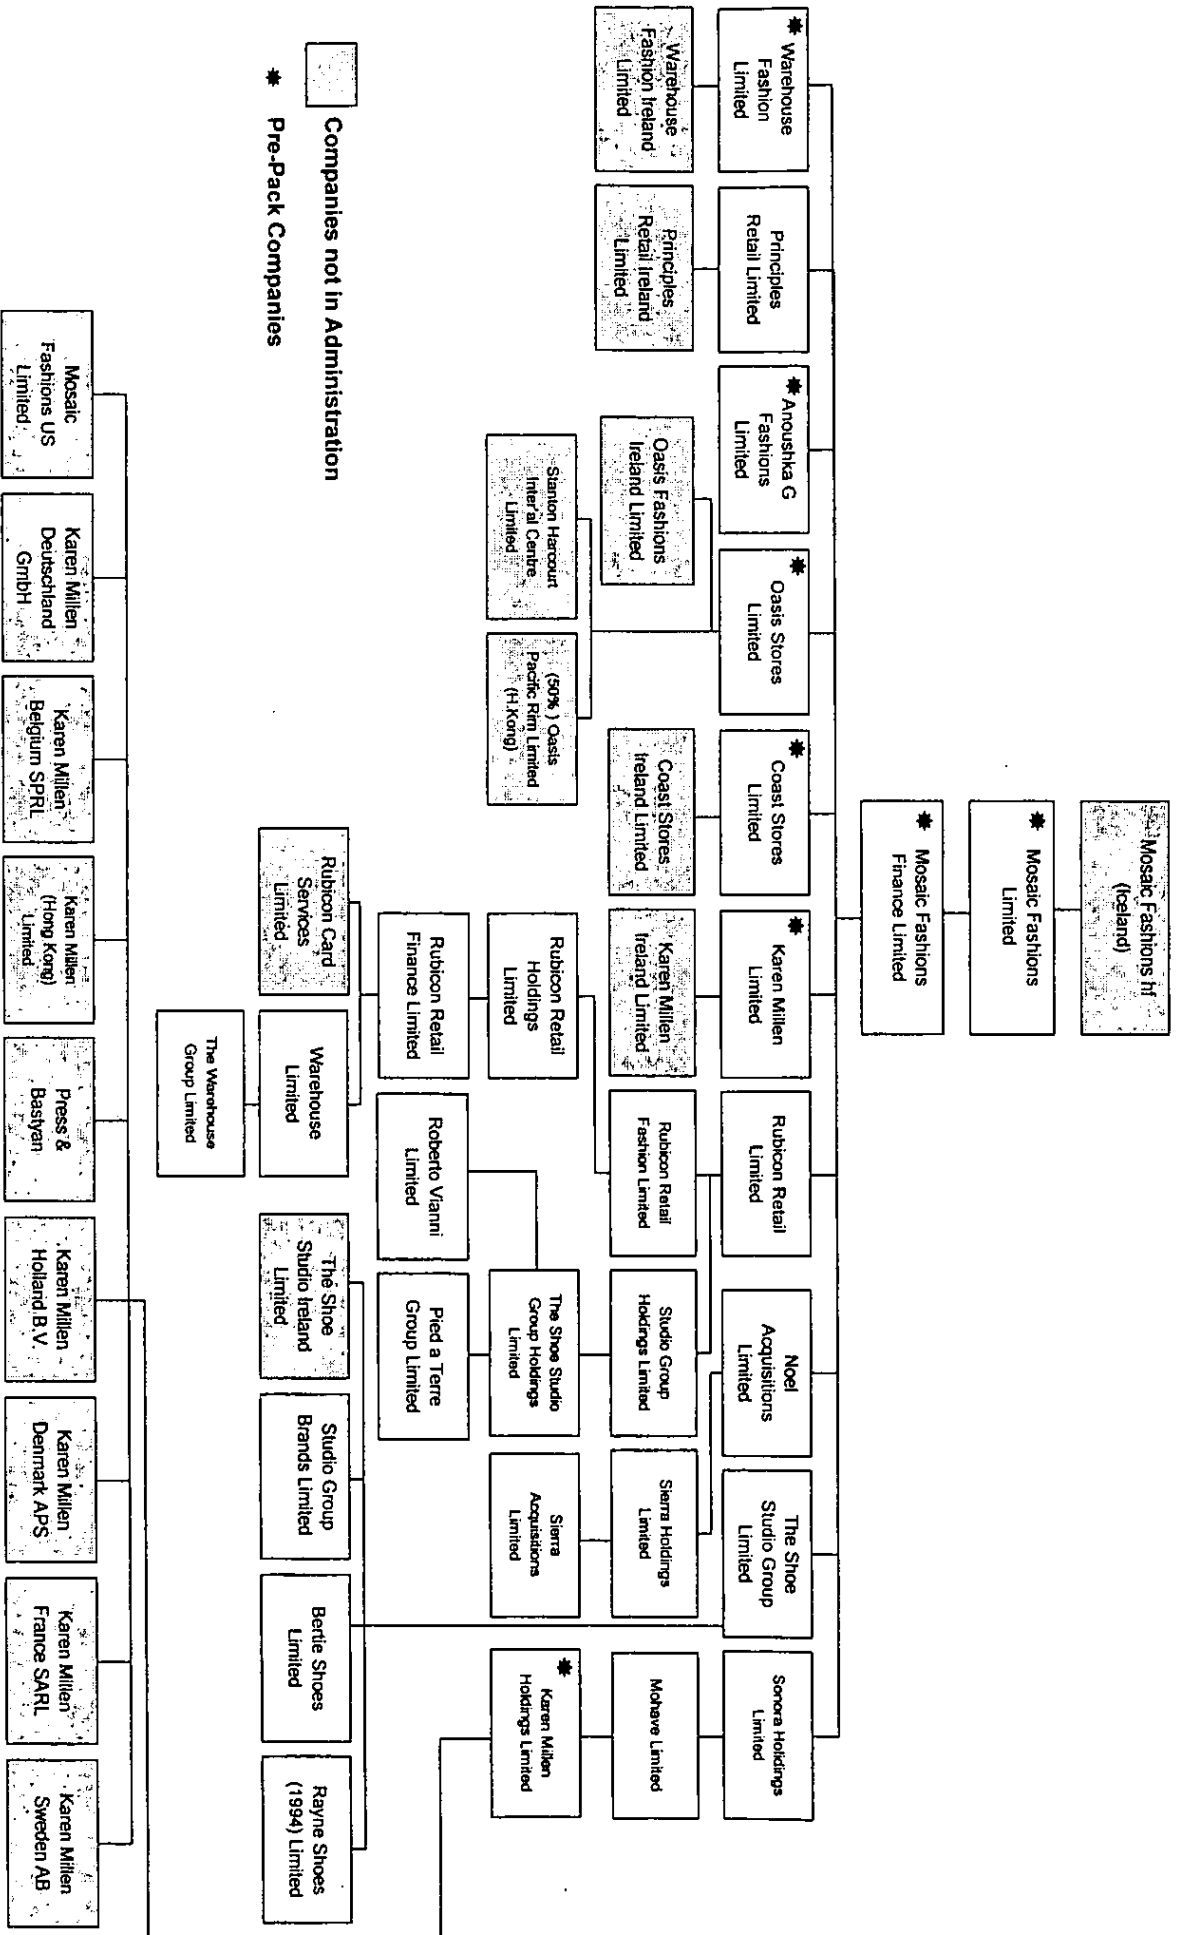 Mosaic Fashions hf
(Iceland)
✱ Mosaic Fashions
Limited
✱ Mosaic Fashions
Finance Limited
✱ Warehouse
Fashion
Limited
Principles
Retail Limited
✱ Anoushka G
Fashions
Limited
✱ Oasis Stores
Limited
✱ Coast Stores
Limited
✱ Karen Millen
Limited
Rubicon Retail
Limited
Noel
Acquisitions
Limited
The Shoe
Studio Group
Limited
Sonora Holdings
Limited
Warehouse
Fashion Ireland
Limited
Principles
Retail Ireland
Limited
Oasis Fashions
Ireland Limited
Coast Stores
Ireland Limited
Karen Millen
Ireland Limited
Rubicon Retail
Fashion Limited
Studio Group
Holdings Limited
Sierra Holdings
Limited
Mohave Limited
Stanton Harcourt
Inter'al Centre
Limited
(50% ) Oasis
Pacific Rim Limited
(H.Kong)
Rubicon Retail
Holdings
Limited
The Shoe Studio
Group Holdings
Limited
Sierra
Acquisitions
Limited
✱ Karen Millen
Holdings Limited
Rubicon Retail
Finance Limited
Roberto Vianni
Limited
Pied a Terre
Group Limited
Companies not in Administration
✱ Pre-Pack Companies
Rubicon Card
Services
Limited
Warehouse
Limited
The Shoe
Studio Ireland
Limited
Studio Group
Brands Limited
Bertie Shoes
Limited
Rayne Shoes
(1994) Limited
The Warehouse
Group Limited
Mosaic
Fashions US
Limited
Karen Millen
Deutschland
GmbH
Karen Millen
Belgium SPRL
Karen Millen
(Hong Kong)
Limited
Press &
Bastyan
Karen Millen
Holland B.V.
Karen Millen
Denmark APS
Karen Millen
France SARL
Karen Millen
Sweden AB